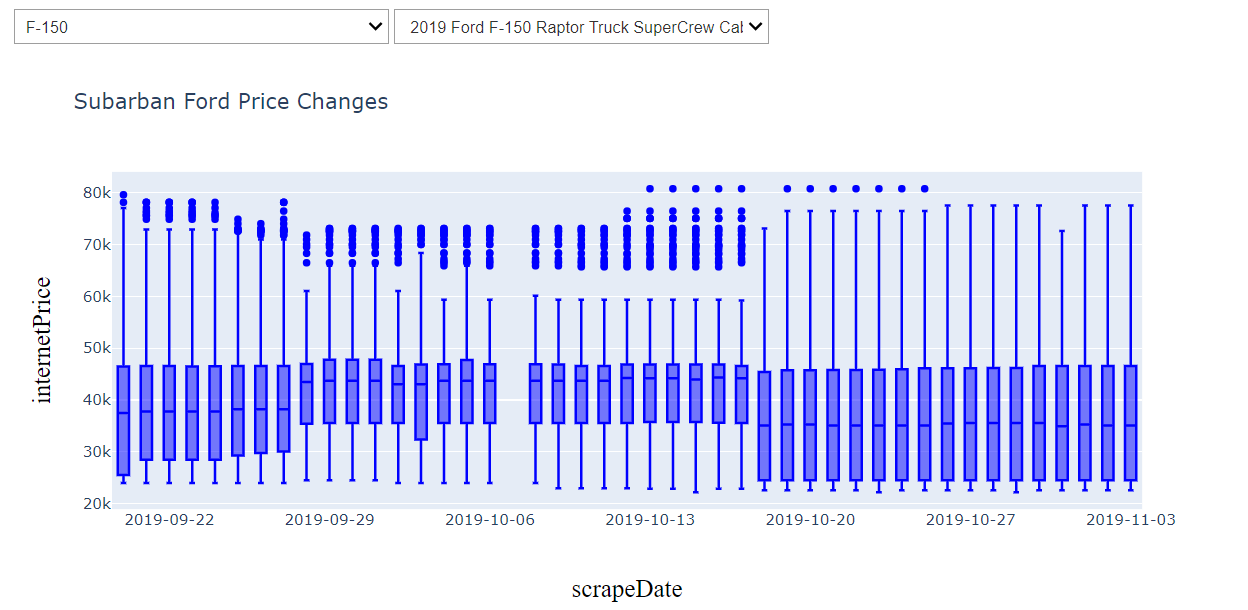 F-150
2019 Ford F-150 Raptor Truck SuperCrew Cal
Subarban Ford Price Changes
80k
70k
60k
50k
40k
30k
20k
internetPrice
2019-09-22 2019-09-29 2019-10-06 2019-10-13 2019-10-20 2019-10-27 2019-11-03
scrapeDate